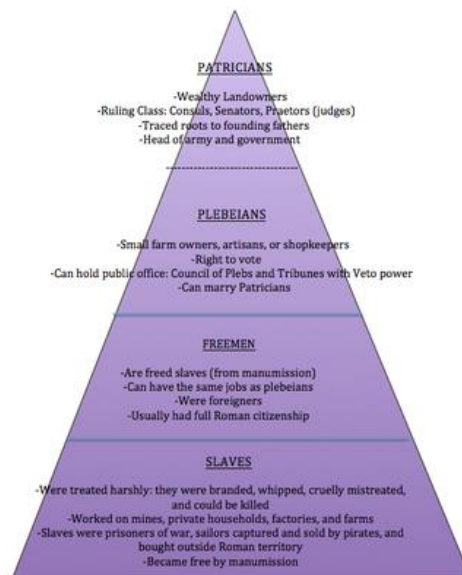 PATRICIANS
-Wealthy Landowners
-Ruling Class: Consuls, Senators, Praetors (judges)
-Traced roots to founding fathers
-Head of army and government
PLEBEIANS
-Small farm owners, artisans, or shopkeepers
-Right to vote
-Can hold public office: Council of Plebs and Tribunes with Veto power
-Can marry Patricians
FREEMEN
-Are freed slaves (from manumission)
-Can have the same jobs as plebeians
-Were foreigners
-Usually had full Roman citizenship
SLAVES
-Were treated harshly: they were branded, whipped, cruelly mistreated,
and could be killed
-Worked on mines, private households, factories, and farms
-Slaves were prisoners of war, sailors captured and sold by pirates, and
bought outside Roman territory
-Became free by manumission